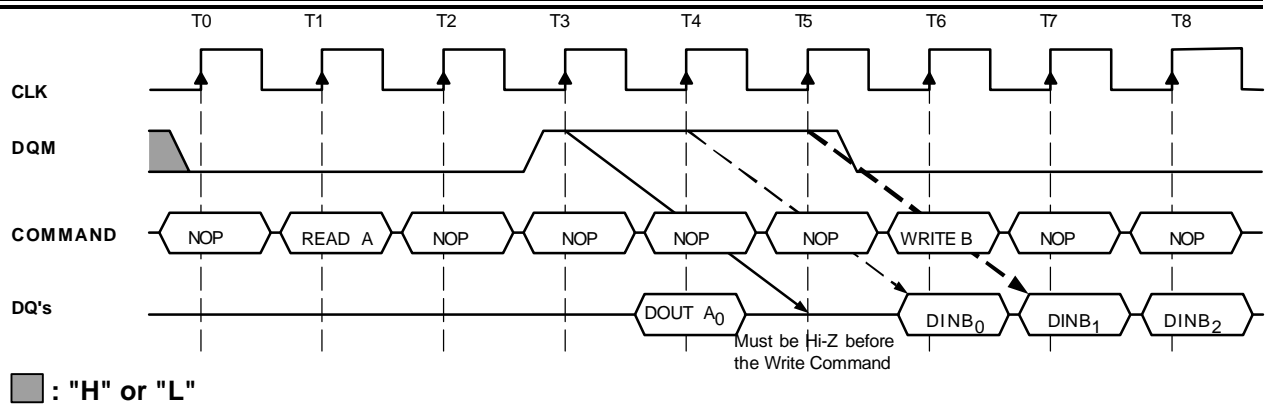 T0 T1 T2 T3 T4 T5 T6 T7 T8
CLK
DQM
COMMAND NOP READ A NOP NOP NOP NOP WRITE B NOP NOP
DQ's DOUT A0 DINB0 DINB1 DINB2
Must be Hi-Z before
the Write Command
: "H" or "L"